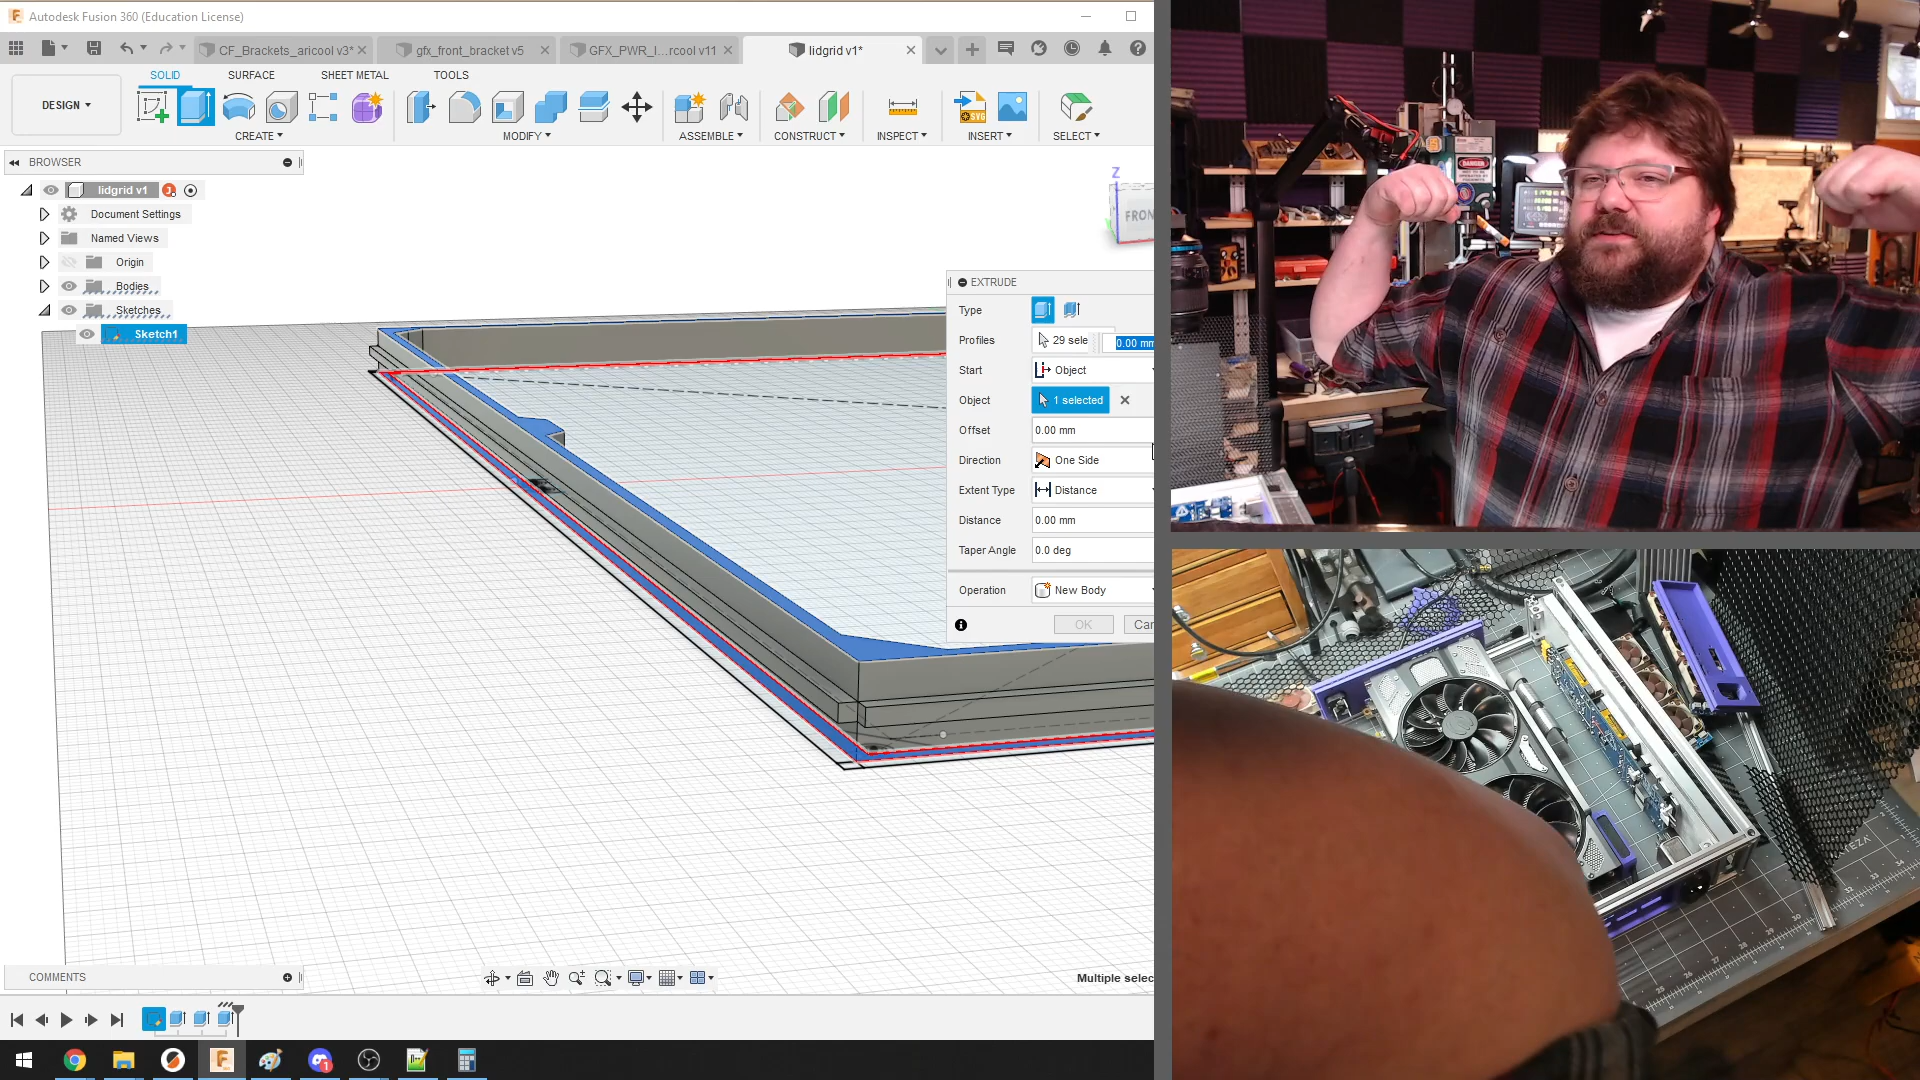 Autodesk Fusion 360 (Education License)
CF_Brackets_aricool v3*
gfx_front_bracket v5
GFX_PWR_I...rcool v11
lidgrid v1*
SOLID
SURFACE
SHEET METAL
TOOLS
DESIGN
CREATE
MODIFY
ASSEMBLE
CONSTRUCT
INSPECT
INSERT
SELECT
BROWSER
lidgrid v1
Document Settings
Named Views
Origin
Bodies
Sketches
Sketch1
Z
FRON
EXTRUDE
Type
Profiles
29 sele
0.00 mm
Start
Object
Object
1 selected
Offset
0.00 mm
Direction
One Side
Extent Type
Distance
Distance
0.00 mm
Taper Angle
0.0 deg
Operation
New Body
OK
Can
COMMENTS
Multiple selec
DANGER